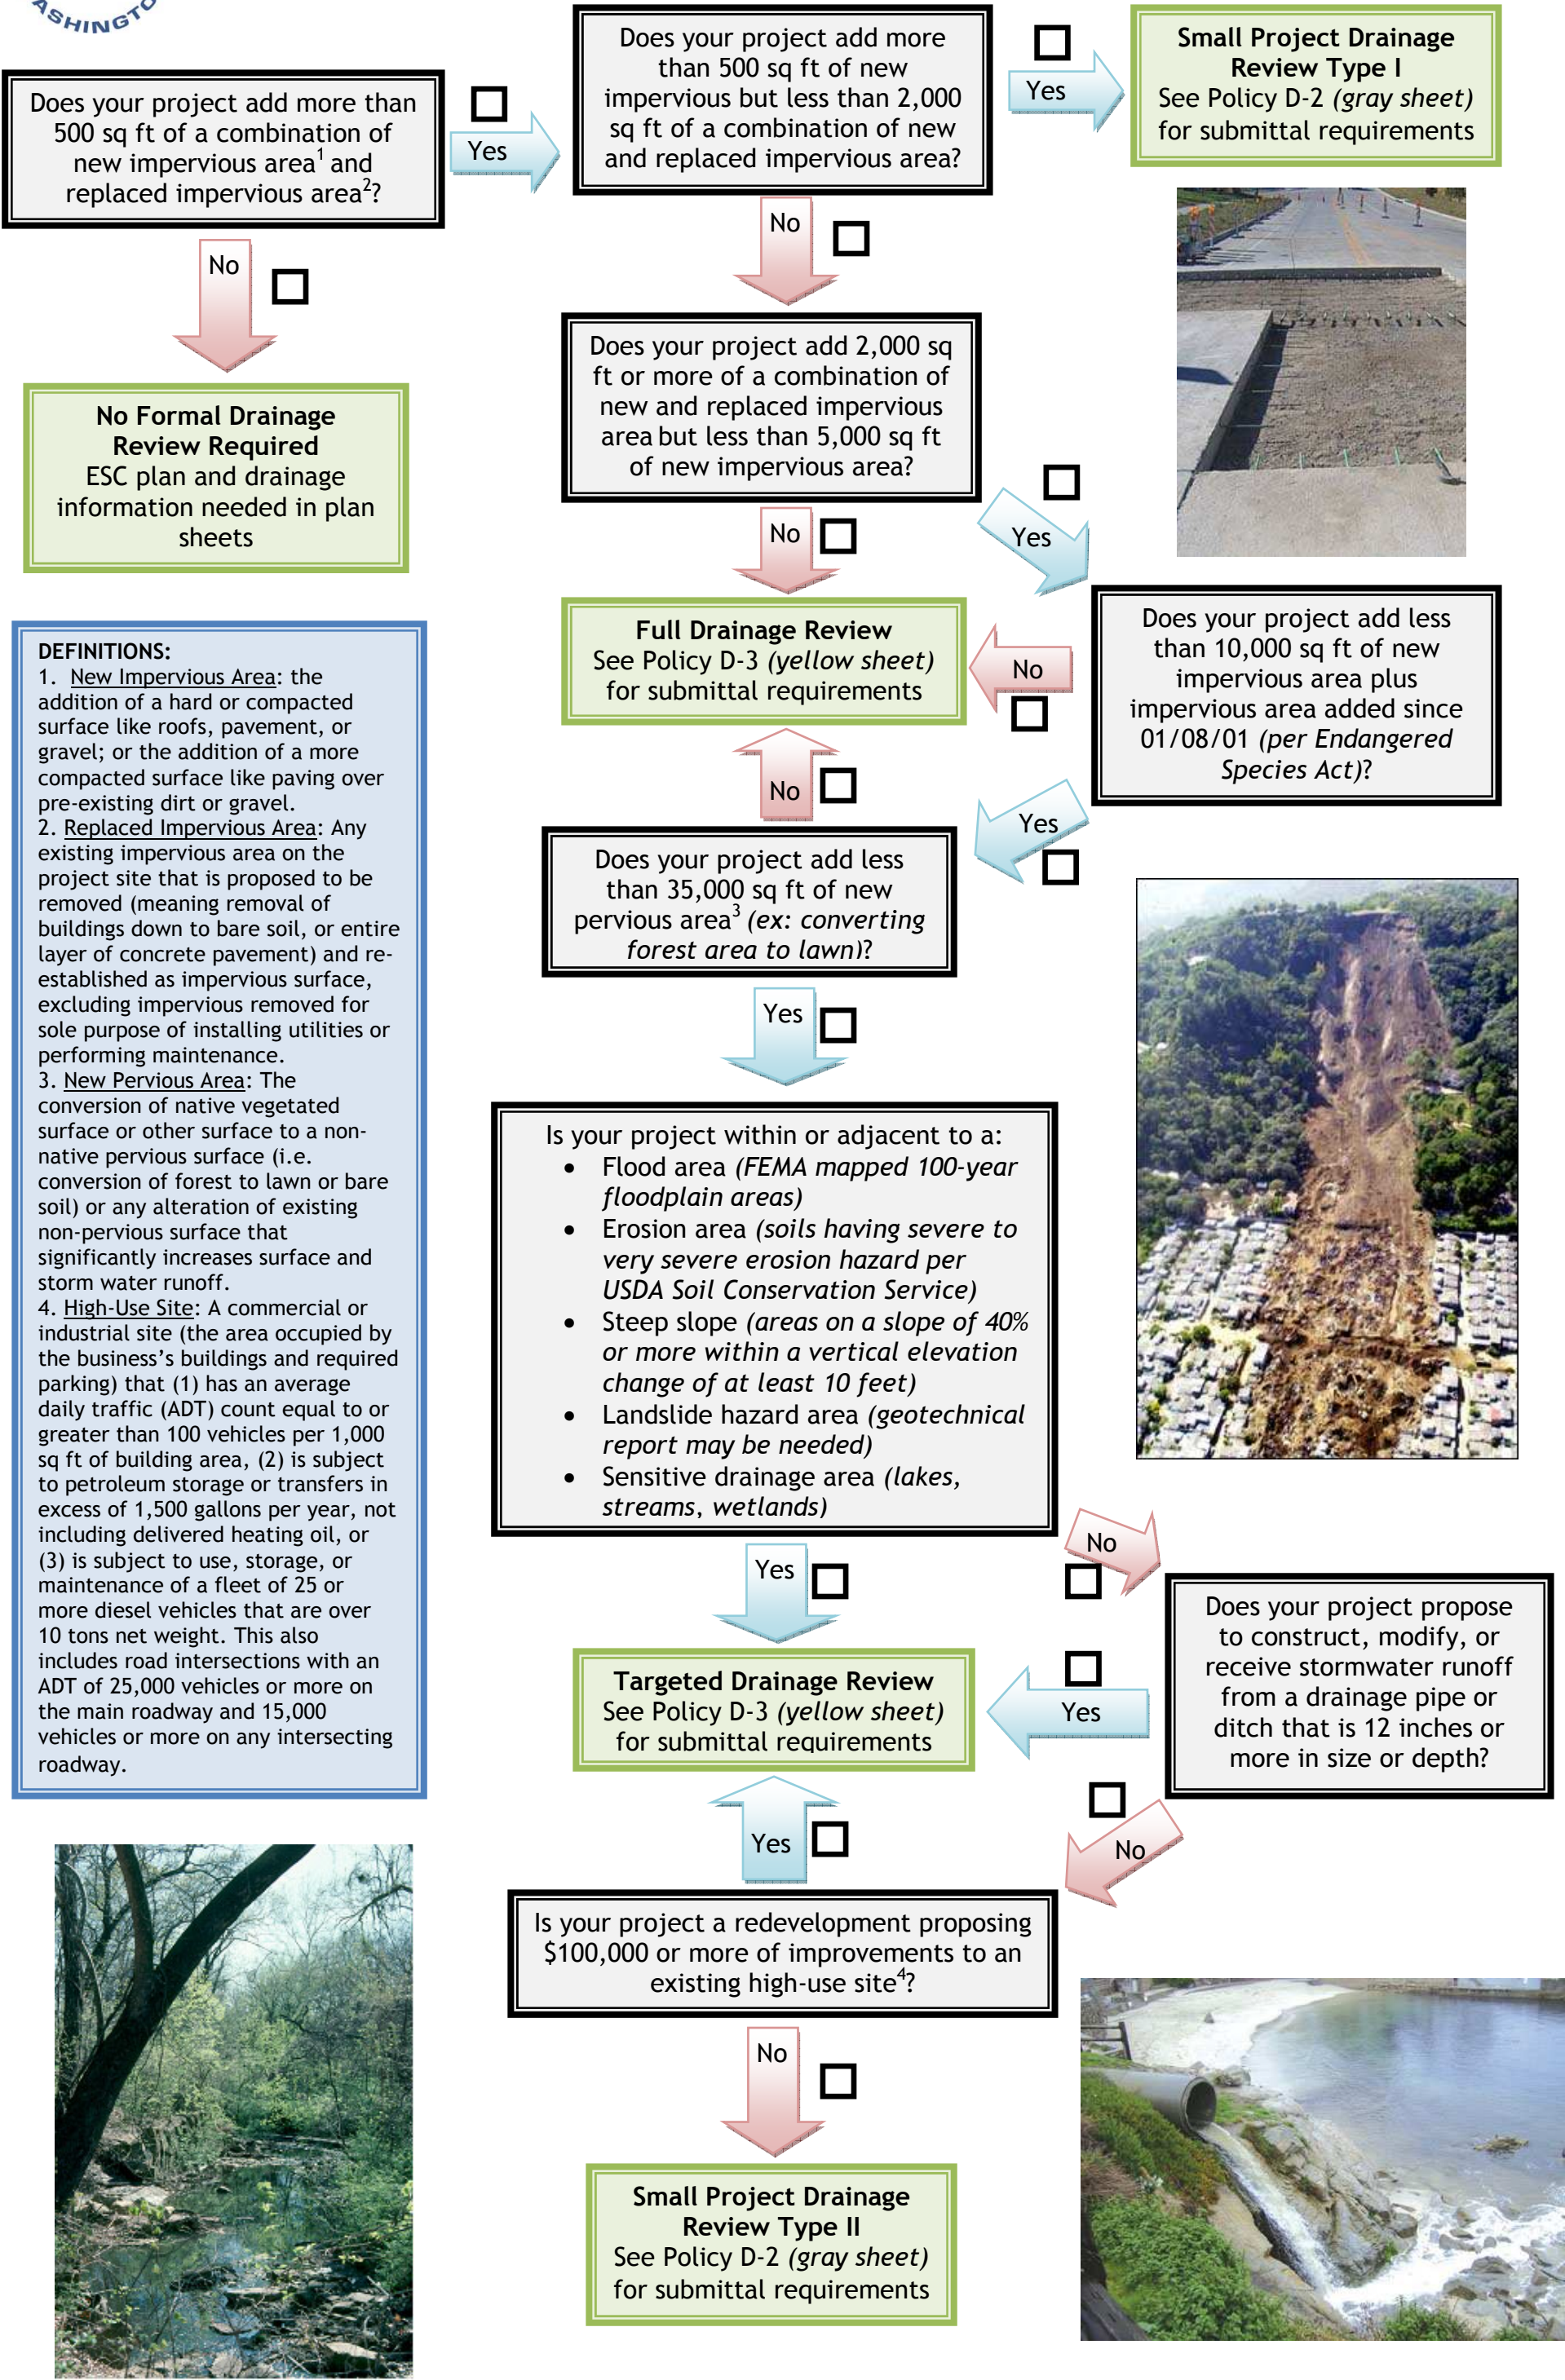 ASHINGTO
Does your project add more than
500 sq ft of a combination of
new impervious area1 and
replaced impervious area2?
Yes
Does your project add more
than 500 sq ft of new
impervious but less than 2,000
sq ft of a combination of new
and replaced impervious area?
Yes
Small Project Drainage
Review Type I
See Policy D-2 (gray sheet)
for submittal requirements
No
No
No Formal Drainage
Review Required
ESC plan and drainage
information needed in plan
sheets
Does your project add 2,000 sq
ft or more of a combination of
new and replaced impervious
area but less than 5,000 sq ft
of new impervious area?
No
Yes
Full Drainage Review
See Policy D-3 (yellow sheet)
for submittal requirements
No
Does your project add less
than 10,000 sq ft of new
impervious area plus
impervious area added since
01/08/01 (per Endangered
Species Act)?
No
Yes
Does your project add less
than 35,000 sq ft of new
pervious area3 (ex: converting
forest area to lawn)?
Yes
Is your project within or adjacent to a:
• Flood area (FEMA mapped 100-year
floodplain areas)
• Erosion area (soils having severe to
very severe erosion hazard per
USDA Soil Conservation Service)
• Steep slope (areas on a slope of 40%
or more within a vertical elevation
change of at least 10 feet)
• Landslide hazard area (geotechnical
report may be needed)
• Sensitive drainage area (lakes,
streams, wetlands)
Yes
No
Does your project propose
to construct, modify, or
receive stormwater runoff
from a drainage pipe or
ditch that is 12 inches or
more in size or depth?
Targeted Drainage Review
See Policy D-3 (yellow sheet)
for submittal requirements
Yes
Yes
No
Is your project a redevelopment proposing
$100,000 or more of improvements to an
existing high-use site4?
No
Small Project Drainage
Review Type II
See Policy D-2 (gray sheet)
for submittal requirements
DEFINITIONS:
1. New Impervious Area: the
addition of a hard or compacted
surface like roofs, pavement, or
gravel; or the addition of a more
compacted surface like paving over
pre-existing dirt or gravel.
2. Replaced Impervious Area: Any
existing impervious area on the
project site that is proposed to be
removed (meaning removal of
buildings down to bare soil, or entire
layer of concrete pavement) and re-
established as impervious surface,
excluding impervious removed for
sole purpose of installing utilities or
performing maintenance.
3. New Pervious Area: The
conversion of native vegetated
surface or other surface to a non-
native pervious surface (i.e.
conversion of forest to lawn or bare
soil) or any alteration of existing
non-pervious surface that
significantly increases surface and
storm water runoff.
4. High-Use Site: A commercial or
industrial site (the area occupied by
the business’s buildings and required
parking) that (1) has an average
daily traffic (ADT) count equal to or
greater than 100 vehicles per 1,000
sq ft of building area, (2) is subject
to petroleum storage or transfers in
excess of 1,500 gallons per year, not
including delivered heating oil, or
(3) is subject to use, storage, or
maintenance of a fleet of 25 or
more diesel vehicles that are over
10 tons net weight. This also
includes road intersections with an
ADT of 25,000 vehicles or more on
the main roadway and 15,000
vehicles or more on any intersecting
roadway.